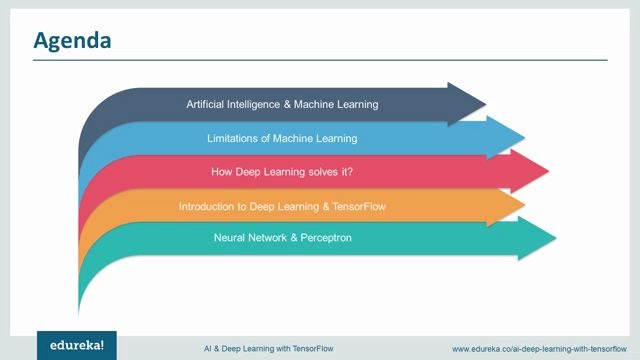 Agenda
Artificial Intelligence & Machine Learning
Limitations of Machine Learning
How Deep Learning solves it?
Introduction to Deep Learning & TensorFlow
Neural Network & Perceptron
edureka!
AI & Deep Learning with TensorFlow
www.edureka.co/ai-deep-learning-with-tensorflow